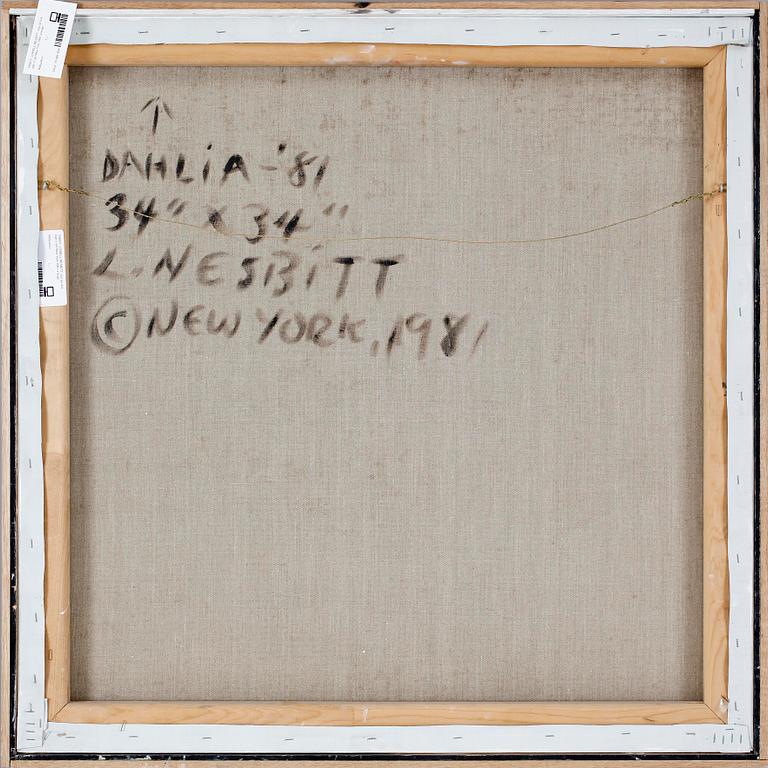 ↑
DAHLiA-'81
34" X 34"
L. NESBiTT
© NEW YORK, 1981